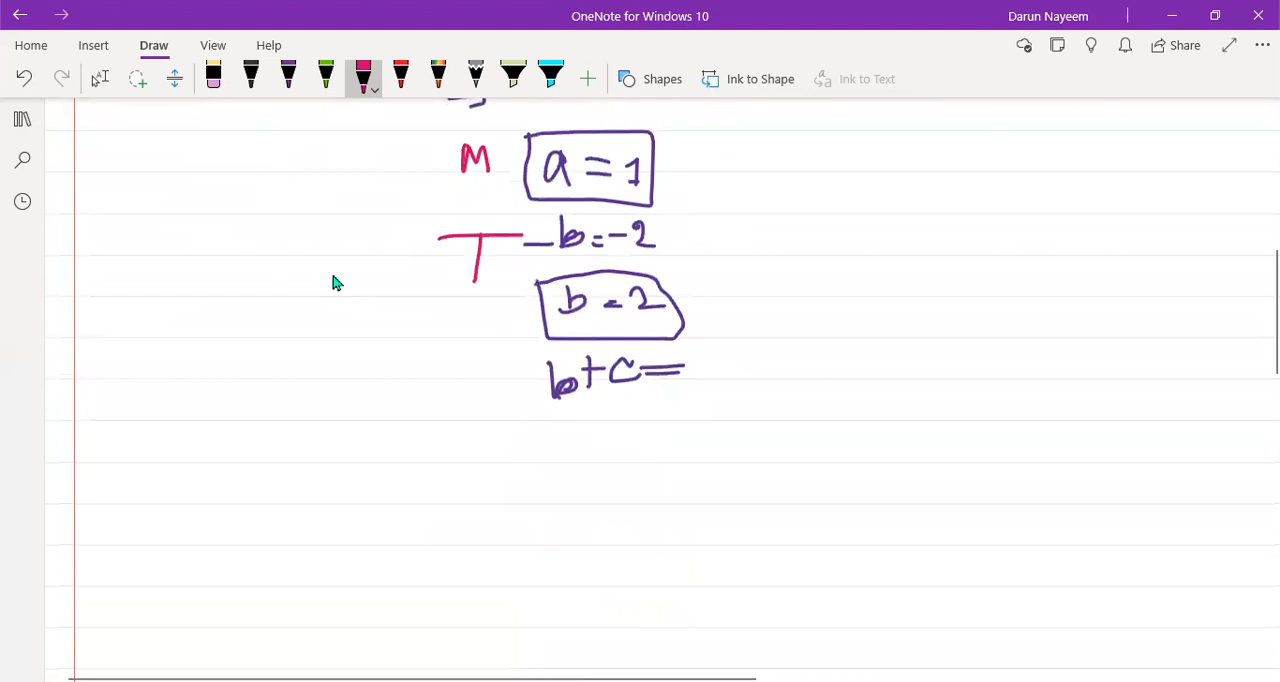 OneNote for Windows 10
Darun Nayeem
Home Insert Draw View Help
Share
Shapes Ink to Shape Ink to Text
M a = 1
T -b = -2
b = 2
b + c =